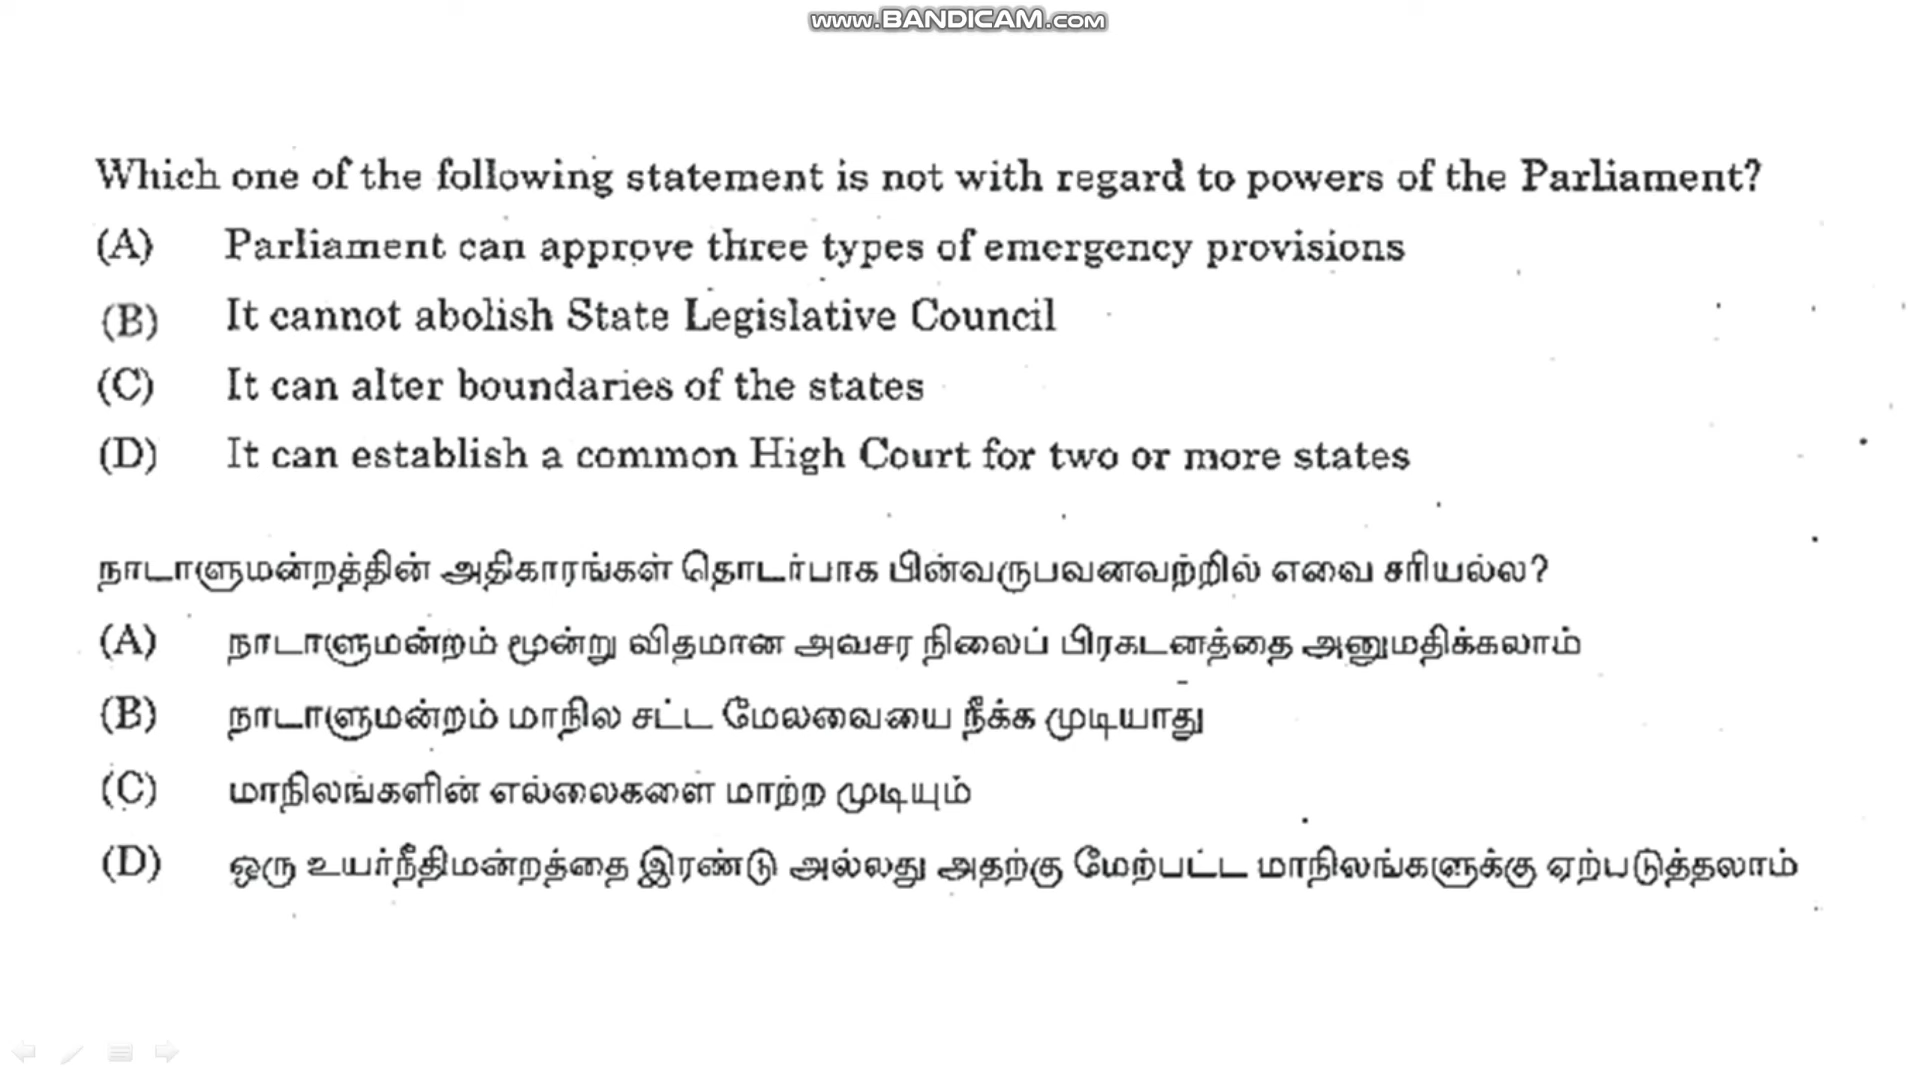 www.BANDICAM.com
Which one of the following statement is not with regard to powers of the Parliament?
(A) Parliament can approve three types of emergency provisions
(B) It cannot abolish State Legislative Council
(C) It can alter boundaries of the states
(D) It can establish a common High Court for two or more states
நாடாளுமன்றத்தின் அதிகாரங்கள் தொடர்பாக பின்வருபவனவற்றில் எவை சரியல்ல?
(A) நாடாளுமன்றம் மூன்று விதமான அவசர நிலைப் பிரகடனத்தை அனுமதிக்கலாம்
(B) நாடாளுமன்றம் மாநில சட்ட மேலவையை நீக்க முடியாது
(C) மாநிலங்களின் எல்லைகளை மாற்ற முடியும்
(D) ஒரு உயர்நீதிமன்றத்தை இரண்டு அல்லது அதற்கு மேற்பட்ட மாநிலங்களுக்கு ஏற்படுத்தலாம்